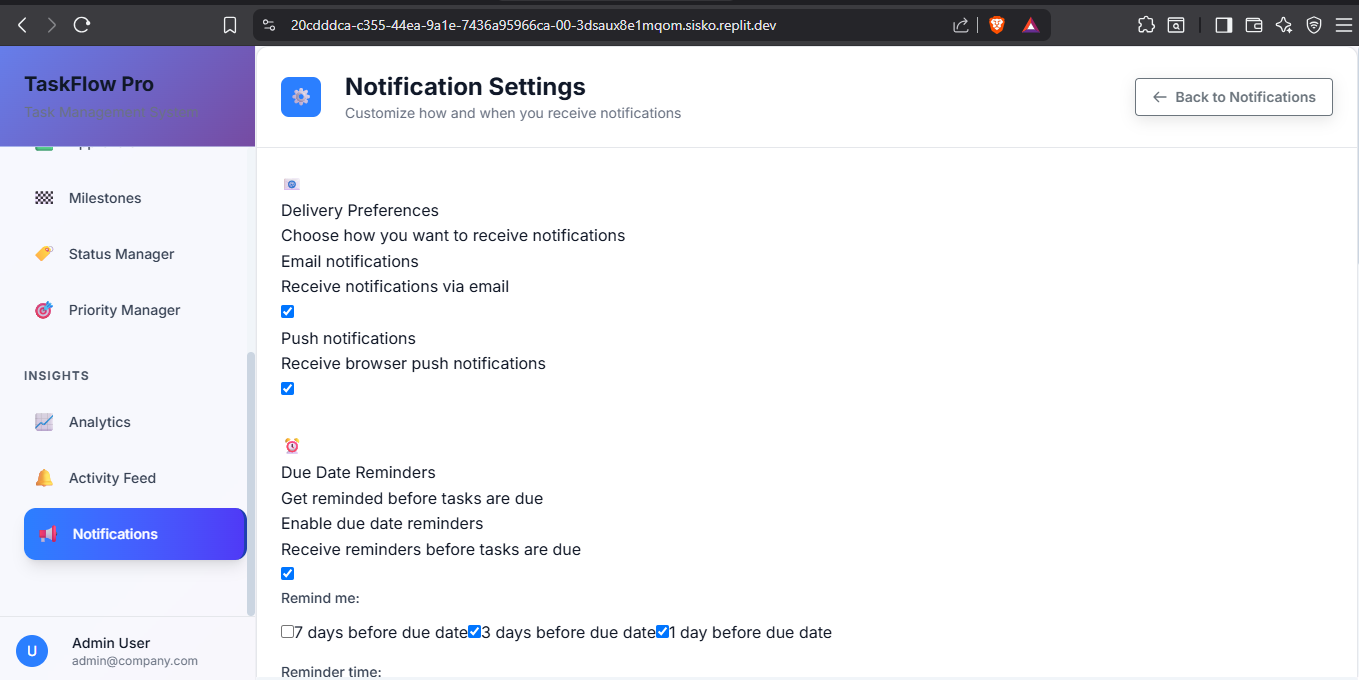 20cdddca-c355-44ea-9a1e-7436a95966ca-00-3dsaux8e1mqom.sisko.replit.dev
TaskFlow Pro
Task Management System
Milestones
Status Manager
Priority Manager
INSIGHTS
Analytics
Activity Feed
Notifications
U
Admin User
admin@company.com
Notification Settings
Customize how and when you receive notifications
← Back to Notifications
Delivery Preferences
Choose how you want to receive notifications
Email notifications
Receive notifications via email
Push notifications
Receive browser push notifications
Due Date Reminders
Get reminded before tasks are due
Enable due date reminders
Receive reminders before tasks are due
Remind me:
7 days before due date 3 days before due date 1 day before due date
Reminder time: